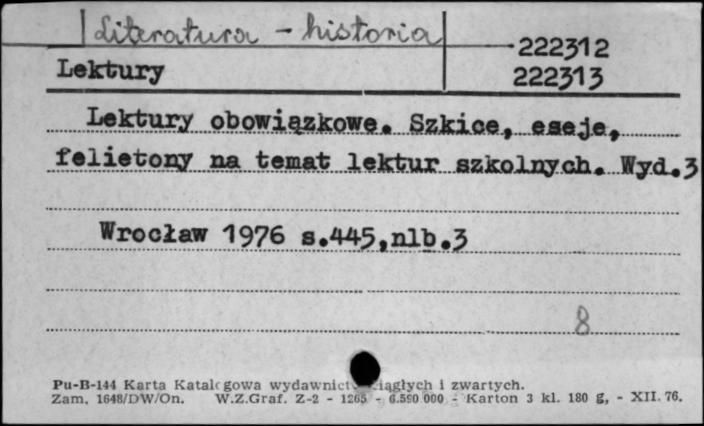 Literatura - historia
222312
Lektury 222313
Lektury obowiązkowe. Szkice, eseje,
felietony na temat lektur szkolnych. Wyd.3
Wrocław 1976 s.445,nlb.3
8
Pu-B-144 Karta Katalogowa wydawnictw ciągłych i zwartych.
Zam. 1648/DW/On. W.Z.Graf. Z-2 - 1265 - 6.590 000 - Karton 3 kl. 180 g, - XII. 76.